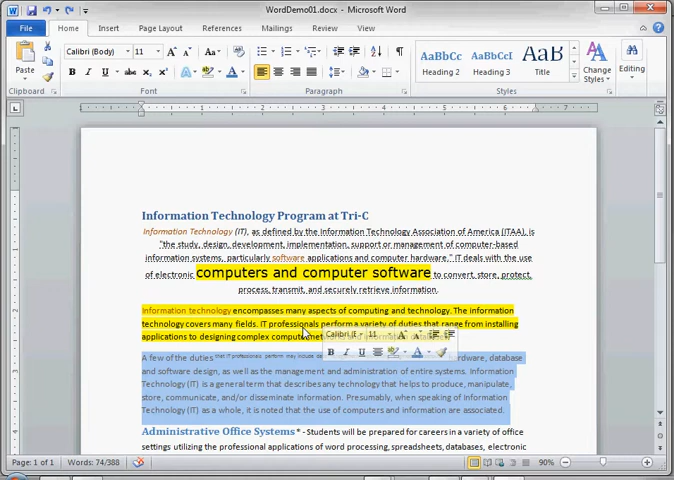 WordDemo01.docx - Microsoft Word
File Home Insert Page Layout References Mailings Review View
Calibri (Body) 11
AaBbCc AaBbCc AaB
Paste Heading 2 Heading 3 Title Change Styles Editing
Clipboard Font Paragraph Styles
Information Technology Program at Tri-C
Information Technology (IT), as defined by the Information Technology Association of America (ITAA), is
"the study, design, development, implementation, support or management of computer-based
information systems, particularly software applications and computer hardware." IT deals with the use
of electronic computers and computer software to convert, store, protect,
process, transmit, and securely retrieve information.
Information technology encompasses many aspects of computing and technology. The information
technology covers many fields. IT professionals perform a variety of duties that range from installing
applications to designing complex
Calibri 11
A few of the duties that IT professionals perform may include hardware, database
and software design, as well as the management and administration of entire systems. Information
Technology (IT) is a general term that describes any technology that helps to produce, manipulate,
store, communicate, and/or disseminate information. Presumably, when speaking of Information
Technology (IT) as a whole, it is noted that the use of computers and information are associated.
Administrative Office Systems * - Students will be prepared for careers in a variety of office
settings utilizing the professional applications of word processing, spreadsheets, databases, electronic
Page: 1 of 1 Words: 74/388 90%